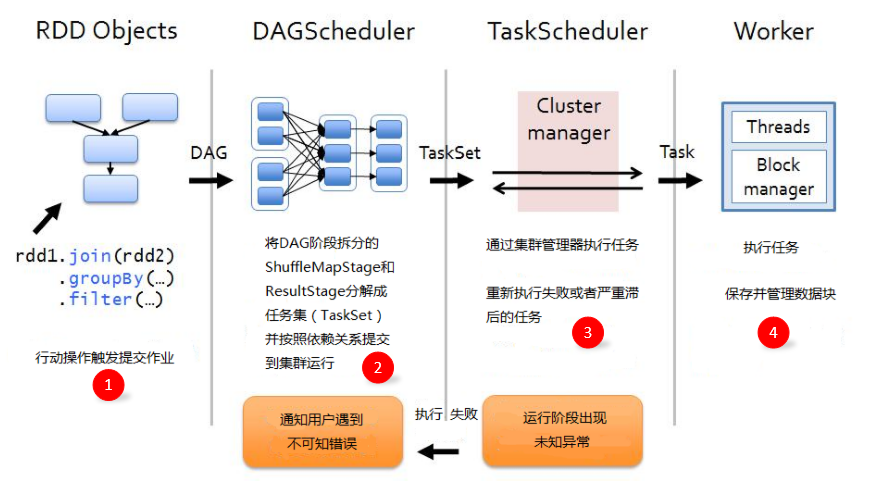 RDD Objects
DAGScheduler
TaskScheduler
Worker
DAG
TaskSet
Cluster
manager
Task
Threads
Block
manager
rdd1.join(rdd2)
.groupBy(…)
.filter(…)
行动操作触发提交作业
1
将DAG阶段拆分的
ShuffleMapStage和
ResultStage分解成
任务集（TaskSet）
并按照依赖关系提交
到集群运行
2
通过集群管理器执行任务
重新执行失败或者严重滞
后的任务
3
执行任务
保存并管理数据块
4
通知用户遇到
不可知错误
执行 失败
运行阶段出现
未知异常